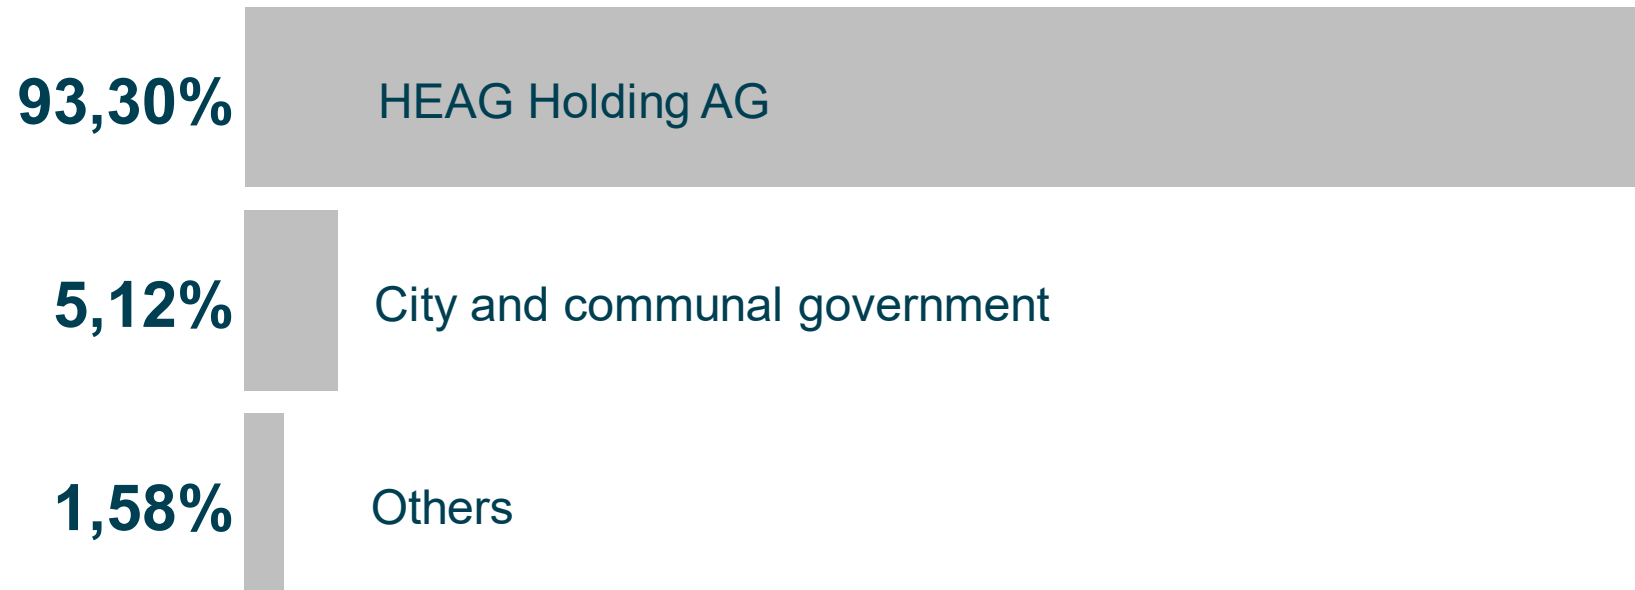 93,30% HEAG Holding AG
5,12% City and communal government
1,58% Others